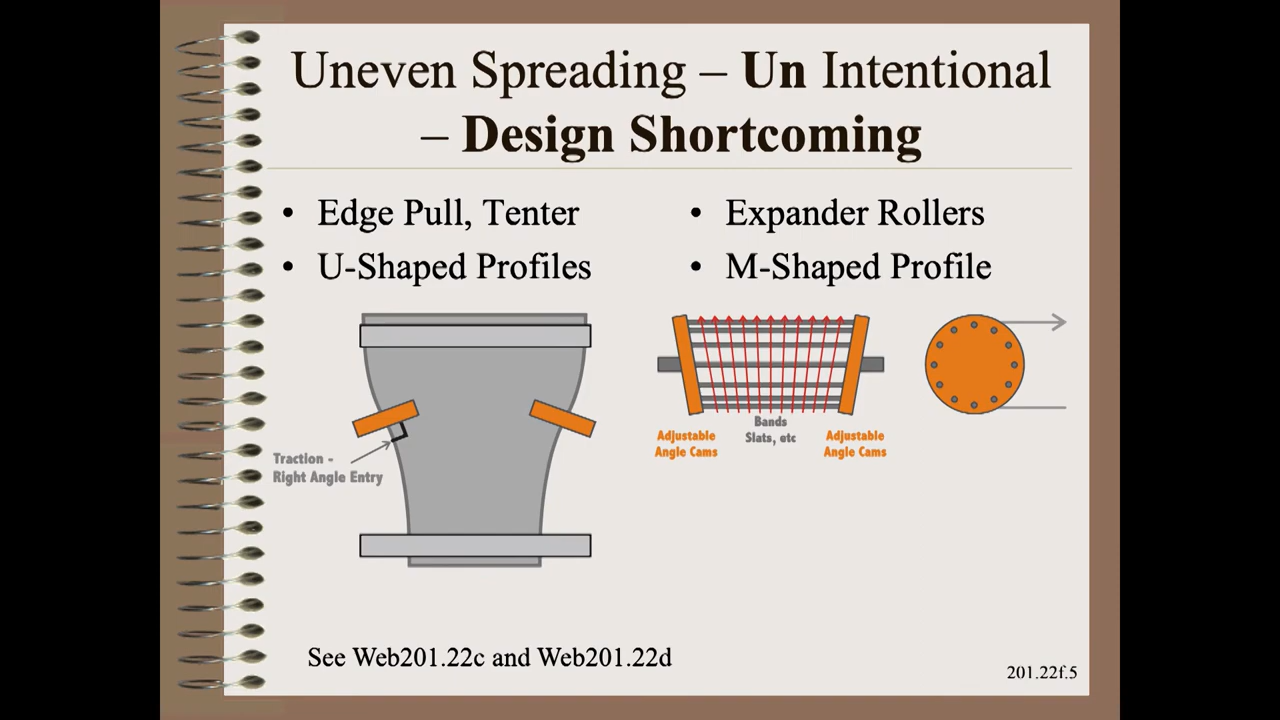 Uneven Spreading – Un Intentional
– Design Shortcoming
• Edge Pull, Tenter
• U-Shaped Profiles
• Expander Rollers
• M-Shaped Profile
Traction -
Right Angle Entry
Bands
Slats, etc
Adjustable
Angle Cams
Adjustable
Angle Cams
See Web201.22c and Web201.22d
201.22f.5